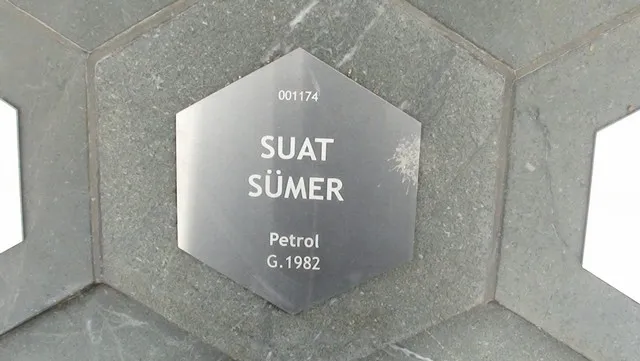 001174
SUAT
SÜMER
Petrol
G.1982